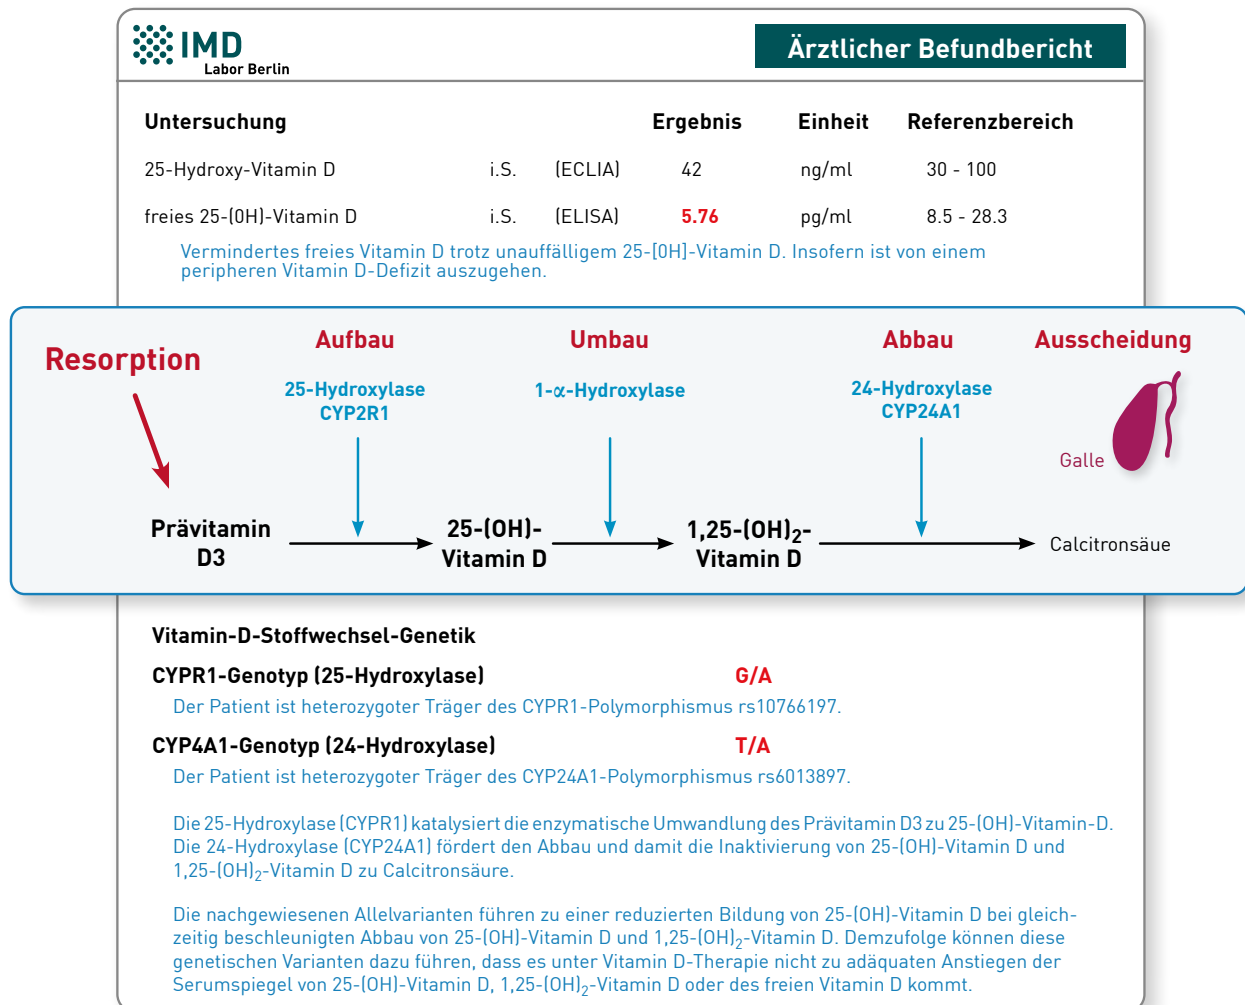 IMD
Labor Berlin
Ärztlicher Befundbericht
Untersuchung Ergebnis Einheit Referenzbereich
25-Hydroxy-Vitamin D i.S. (ECLIA) 42 ng/ml 30 - 100
freies 25-(0H)-Vitamin D i.S. (ELISA) 5.76 pg/ml 8.5 - 28.3
Vermindertes freies Vitamin D trotz unauffälligem 25-[0H]-Vitamin D. Insofern ist von einem
peripheren Vitamin D-Defizit auszugehen.
Resorption
Aufbau
25-Hydroxylase
CYP2R1
Umbau
1-α-Hydroxylase
Abbau
24-Hydroxylase
CYP24A1
Ausscheidung
Galle
Prävitamin
D3
25-(OH)-
Vitamin D
1,25-(OH)₂-
Vitamin D
Calcitronsäue
Vitamin-D-Stoffwechsel-Genetik
CYPR1-Genotyp (25-Hydroxylase) G/A
Der Patient ist heterozygoter Träger des CYPR1-Polymorphismus rs10766197.
CYP4A1-Genotyp (24-Hydroxylase) T/A
Der Patient ist heterozygoter Träger des CYP24A1-Polymorphismus rs6013897.
Die 25-Hydroxylase (CYPR1) katalysiert die enzymatische Umwandlung des Prävitamin D3 zu 25-(OH)-Vitamin-D.
Die 24-Hydroxylase (CYP24A1) fördert den Abbau und damit die Inaktivierung von 25-(OH)-Vitamin D und
1,25-(OH)₂-Vitamin D zu Calcitronsäure.
Die nachgewiesenen Allelvarianten führen zu einer reduzierten Bildung von 25-(OH)-Vitamin D bei gleich-
zeitig beschleunigten Abbau von 25-(OH)-Vitamin D und 1,25-(OH)₂-Vitamin D. Demzufolge können diese
genetischen Varianten dazu führen, dass es unter Vitamin D-Therapie nicht zu adäquaten Anstiegen der
Serumspiegel von 25-(OH)-Vitamin D, 1,25-(OH)₂-Vitamin D oder des freien Vitamin D kommt.